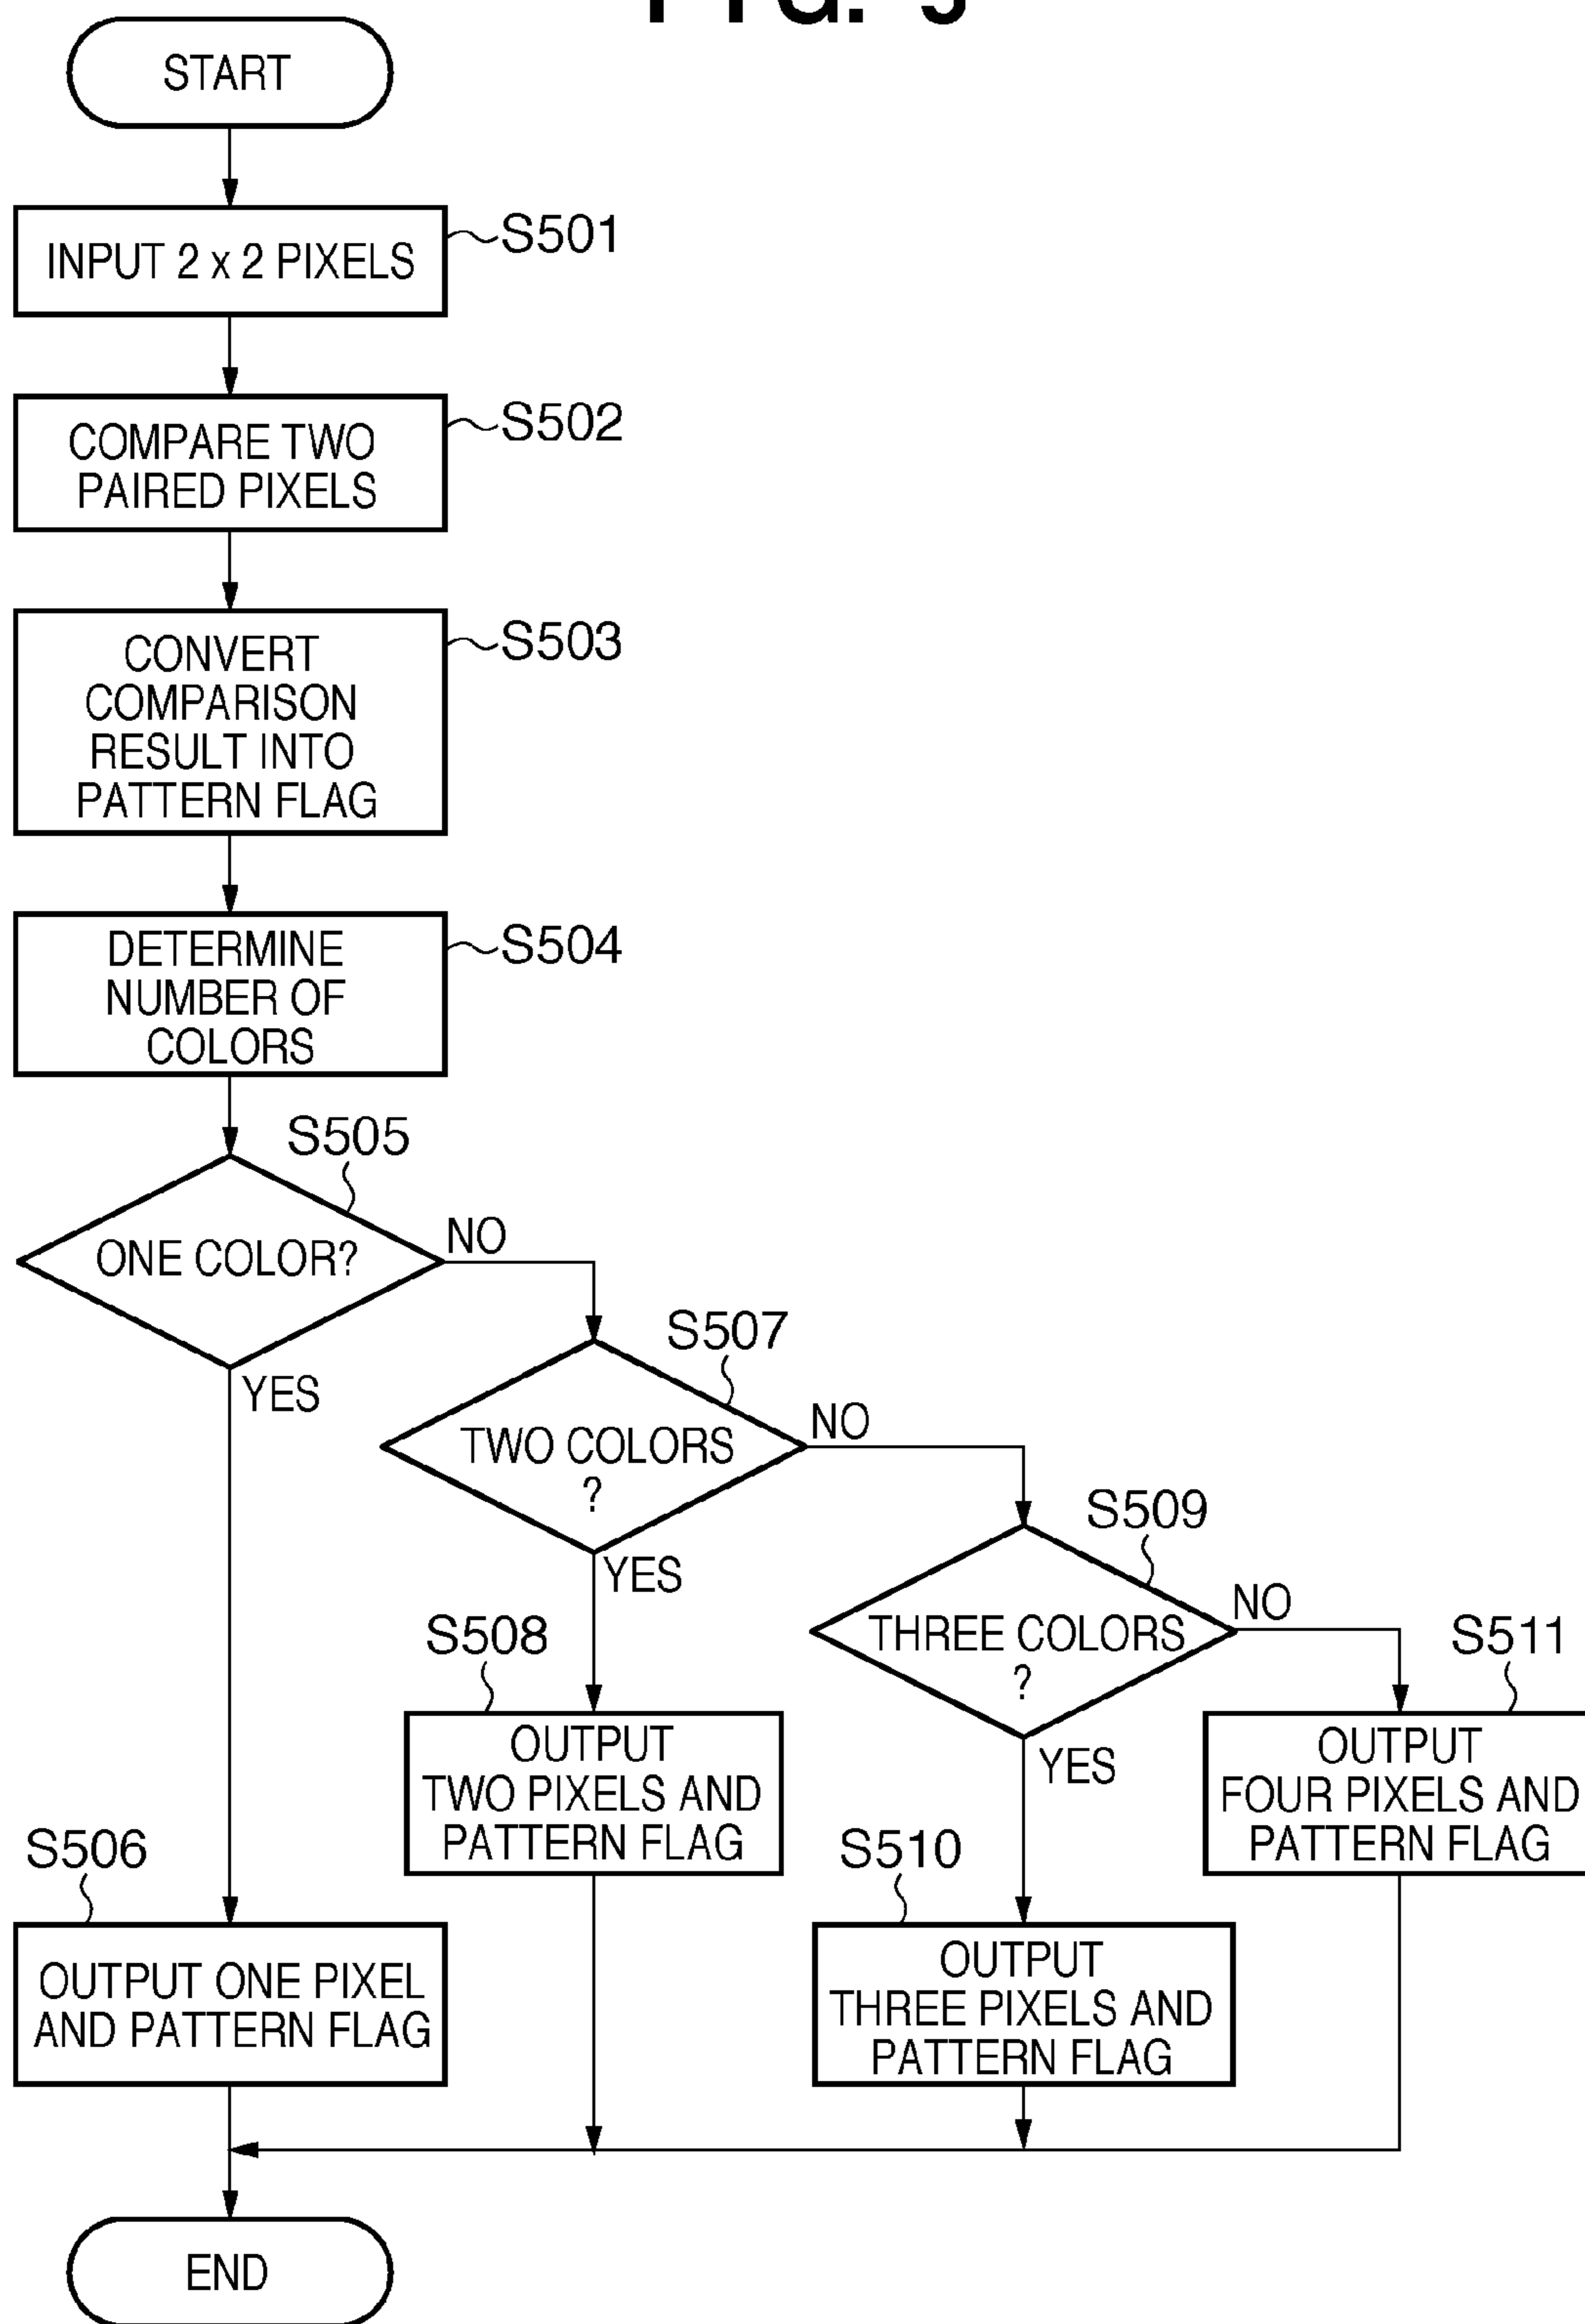 START
INPUT 2 x 2 PIXELS
S501
COMPARE TWO
PAIRED PIXELS
S502
CONVERT
COMPARISON
RESULT INTO
PATTERN FLAG
S503
DETERMINE
NUMBER OF
COLORS
S504
S505
ONE COLOR?
NO
YES
S507
TWO COLORS
?
NO
YES
S509
THREE COLORS
?
NO
YES
S508
OUTPUT
TWO PIXELS AND
PATTERN FLAG
S511
OUTPUT
FOUR PIXELS AND
PATTERN FLAG
S506
OUTPUT ONE PIXEL
AND PATTERN FLAG
S510
OUTPUT
THREE PIXELS AND
PATTERN FLAG
END